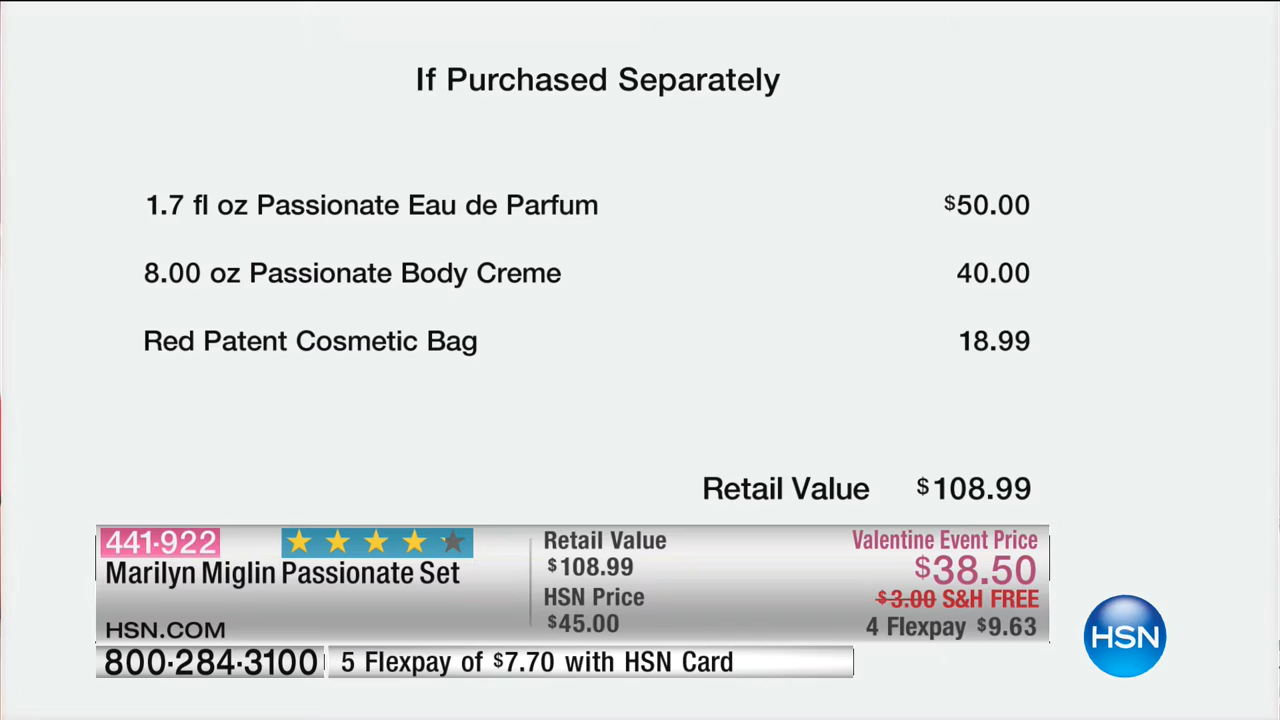 If Purchased Separately
1.7 fl oz Passionate Eau de Parfum $50.00
8.00 oz Passionate Body Creme 40.00
Red Patent Cosmetic Bag 18.99
Retail Value $108.99
441-922
Marilyn Miglin Passionate Set
HSN.COM
Retail Value
$108.99
HSN Price
$45.00
Valentine Event Price
$38.50
$3.00 S&H FREE
4 Flexpay $9.63
800·284·3100 5 Flexpay of $7.70 with HSN Card
HSN